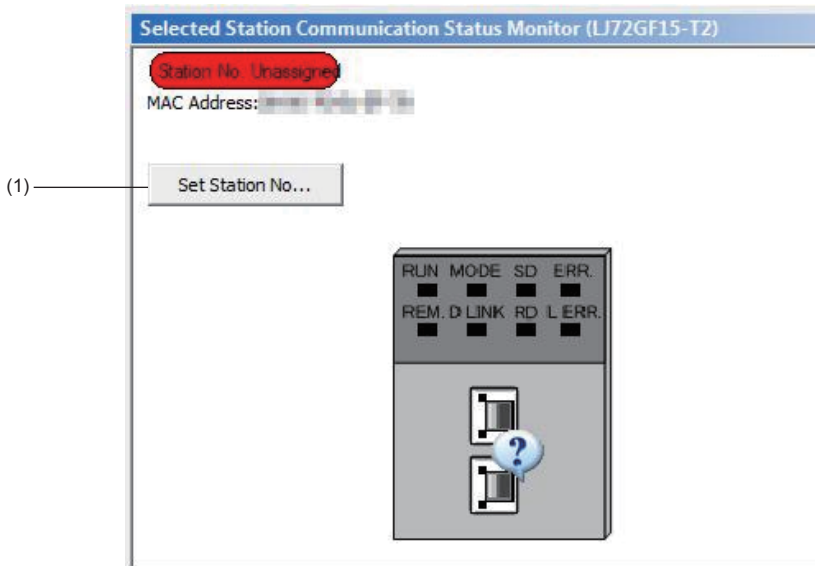 Selected Station Communication Status Monitor (LJ72GF15-T2)
Station No. Unassigned
MAC Address:
(1)
Set Station No...
RUN MODE SD ERR.
REM. D LINK RD L ERR.
?